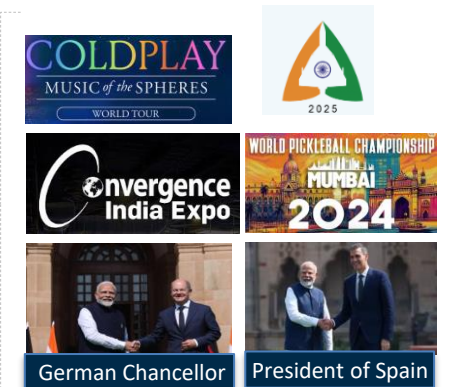 COLDPLAY
MUSIC of the SPHERES
WORLD TOUR
2025
Convergence
India Expo
WORLD PICKLEBALL CHAMPIONSHIP
MUMBAI
2024
German Chancellor
President of Spain